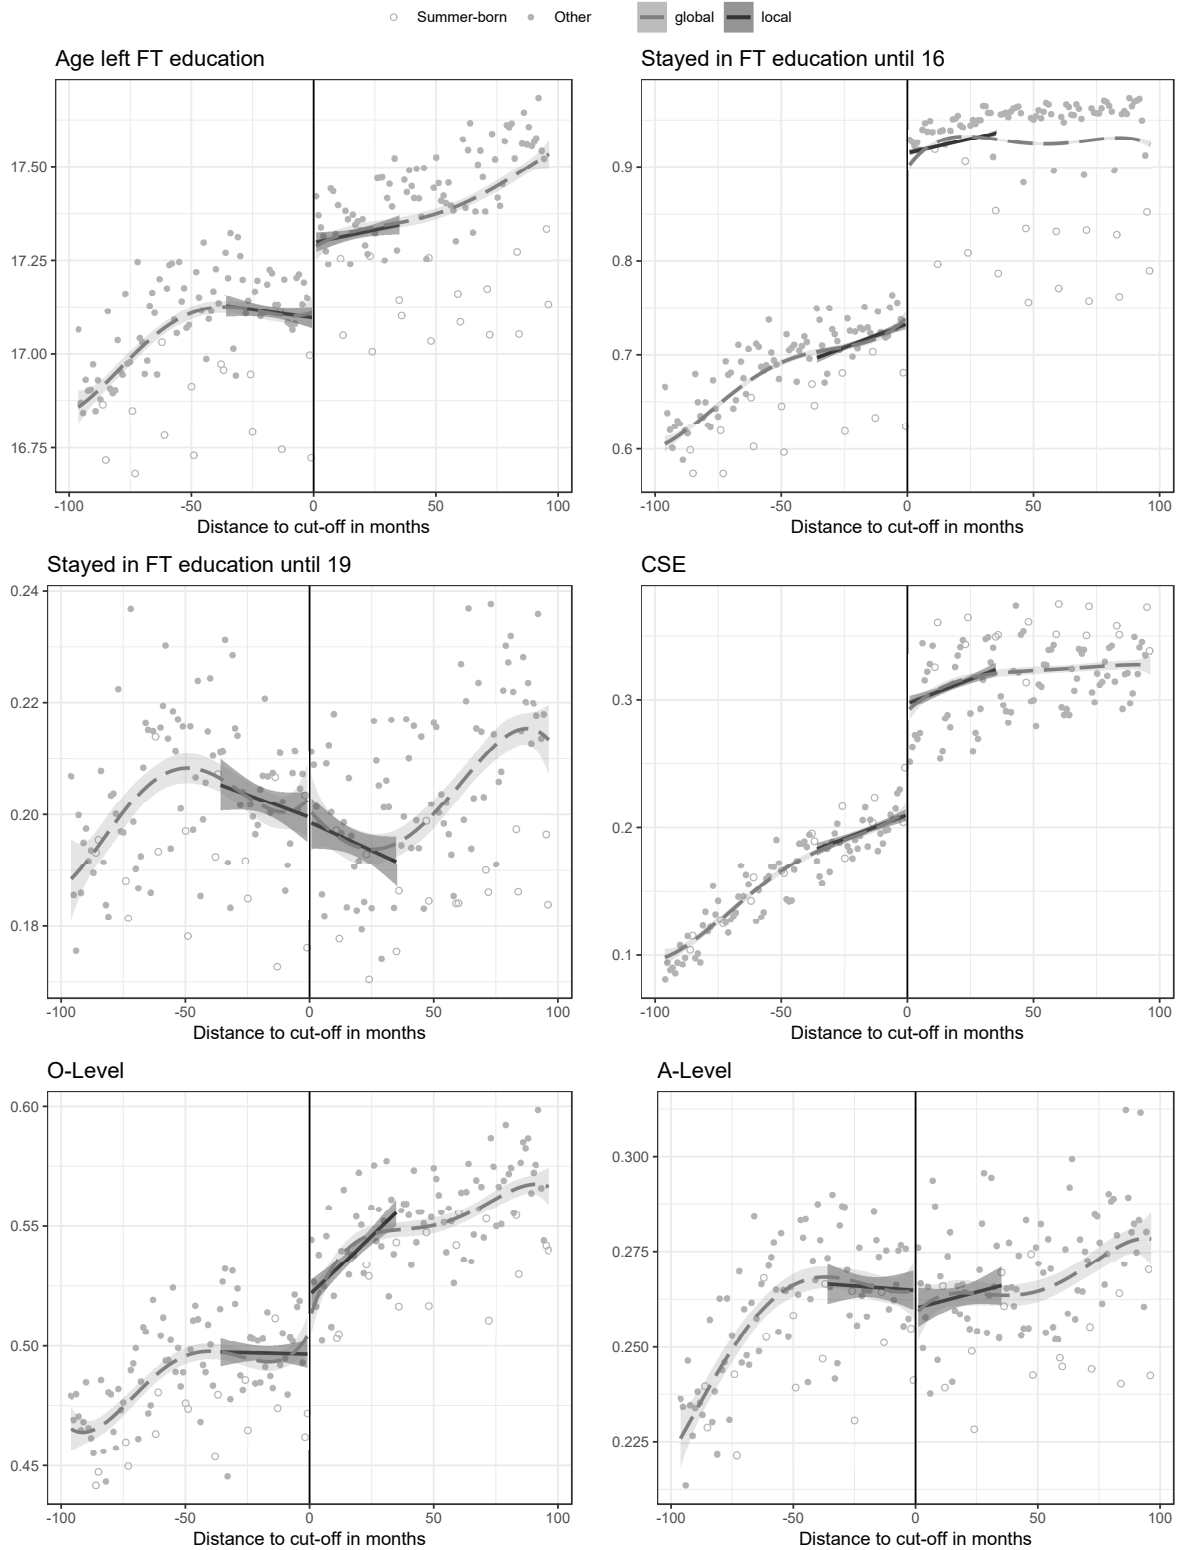 Summer-born Other global local
Age left FT education
17.50
17.25
17.00
16.75
-100 -50 0 50 100
Distance to cut-off in months
Stayed in FT education until 16
0.9
0.8
0.7
0.6
-100 -50 0 50 100
Distance to cut-off in months
Stayed in FT education until 19
0.24
0.22
0.20
0.18
-100 -50 0 50 100
Distance to cut-off in months
CSE
0.3
0.2
0.1
-100 -50 0 50 100
Distance to cut-off in months
O-Level
0.60
0.55
0.50
0.45
-100 -50 0 50 100
Distance to cut-off in months
A-Level
0.300
0.275
0.250
0.225
-100 -50 0 50 100
Distance to cut-off in months